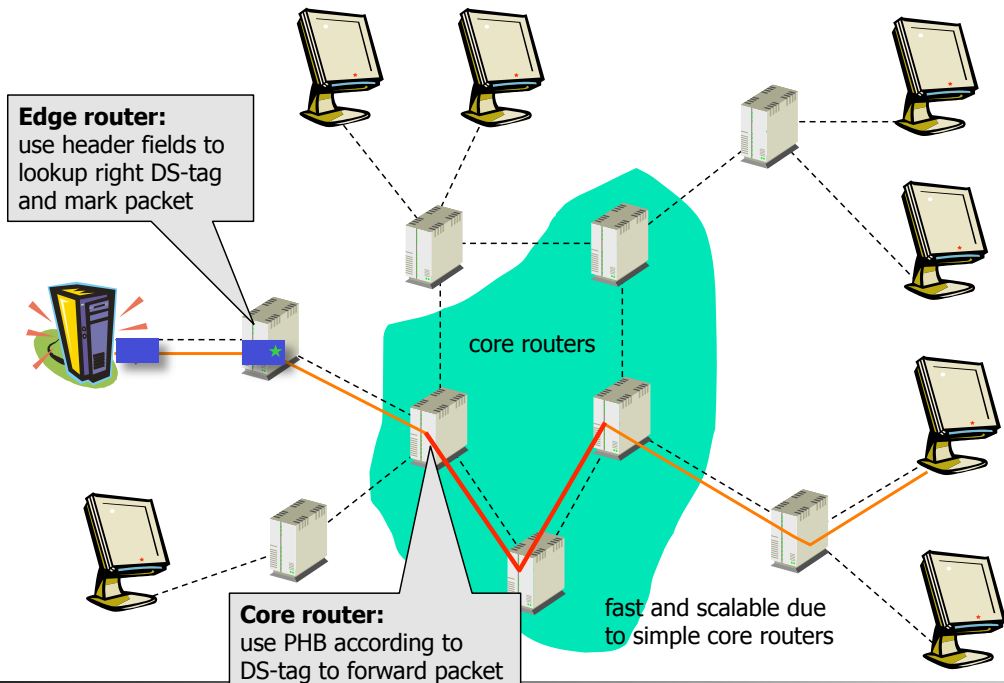 Edge router:
use header fields to
lookup right DS-tag
and mark packet
core routers
Core router:
use PHB according to
DS-tag to forward packet
fast and scalable due
to simple core routers